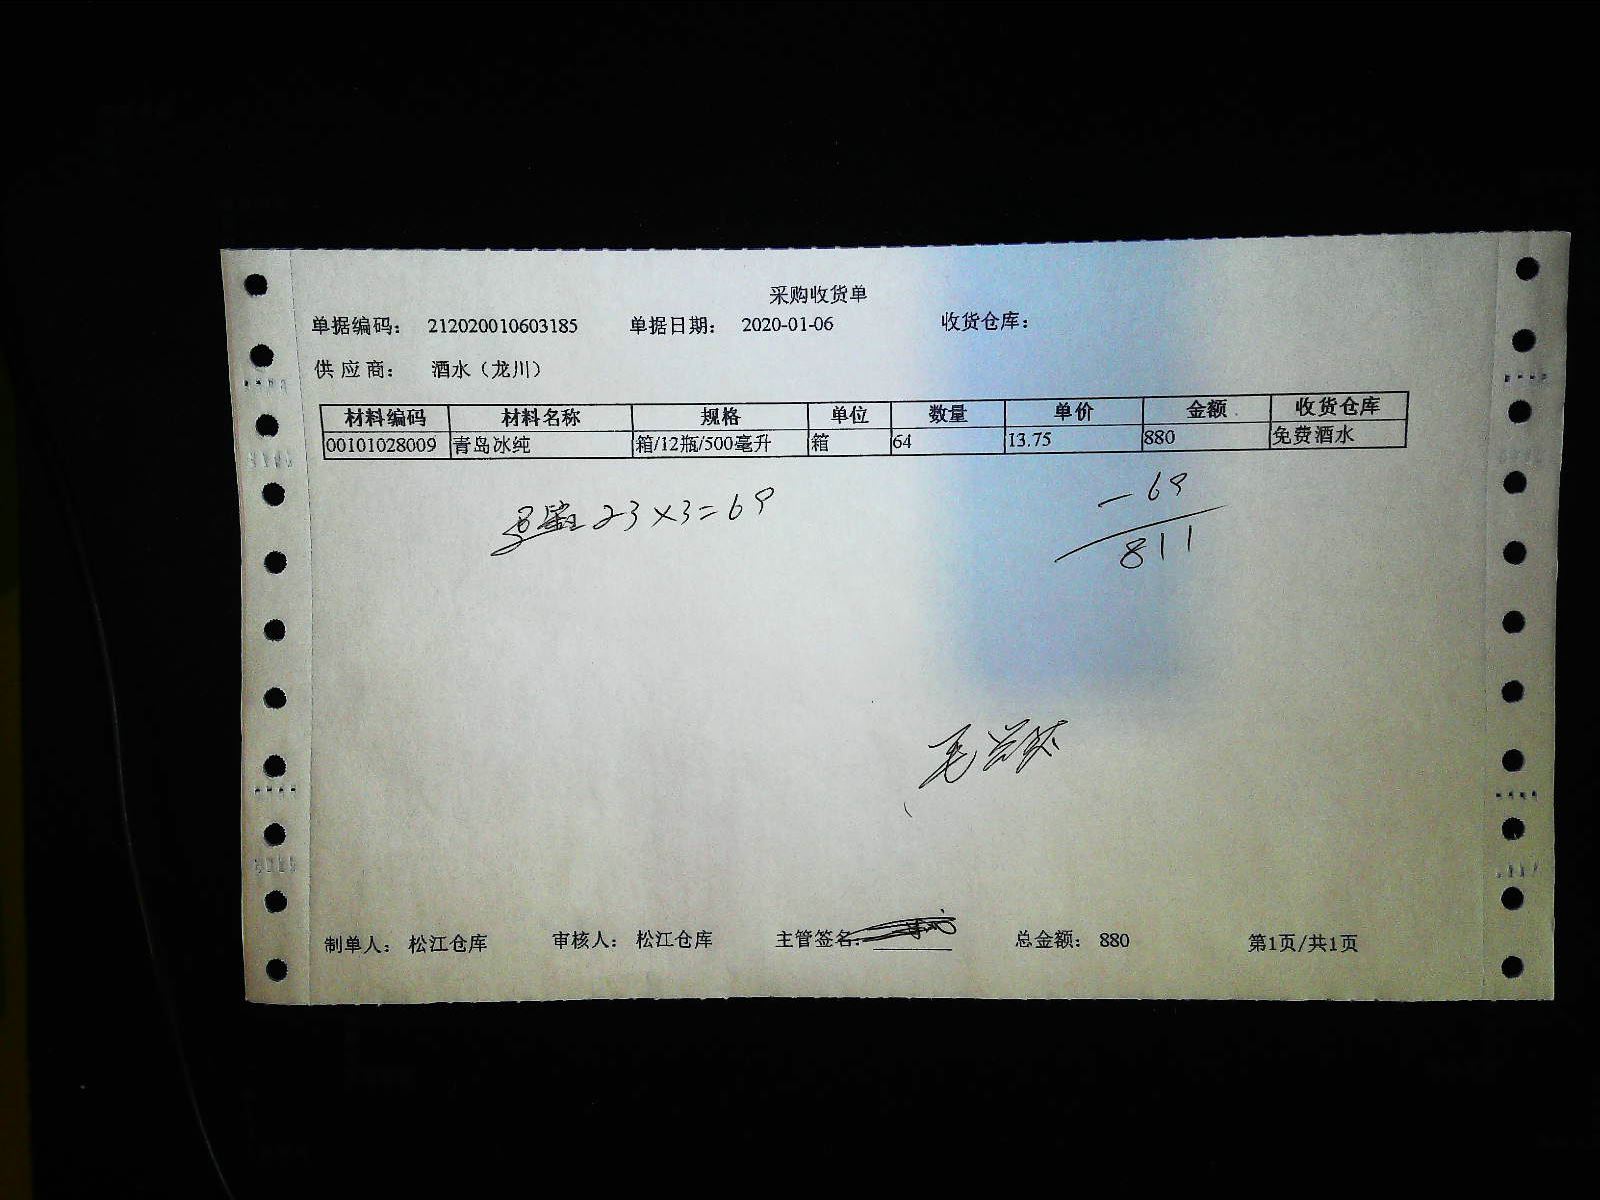 采购收货单
单据编码： 212020010603185 单据日期： 2020-01-06 收货仓库：
供应商： 酒水（龙川）
材料编码 材料名称 规格 单位 数量 单价 金额 收货仓库
00101028009 青岛冰纯 箱/12瓶/500毫升 箱 64 13.75 880 免费酒水
23×3=69
-69
811
制单人： 松江仓库 审核人： 松江仓库 主管签名： 总金额： 880 第1页/共1页